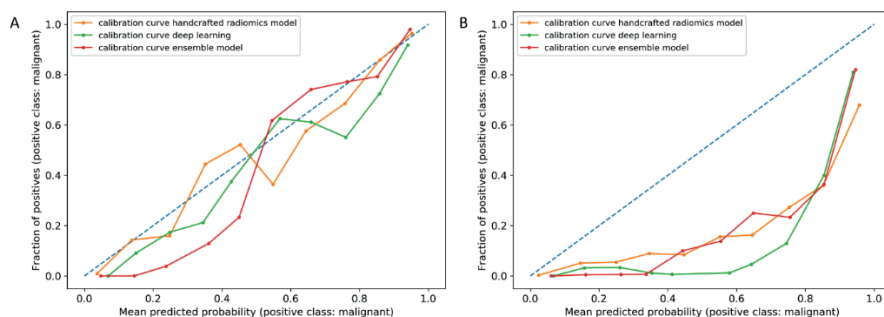 A
calibration curve handcrafted radiomics model
calibration curve deep learning
calibration curve ensemble model
1.0
0.8
0.6
0.4
0.2
0.0
Fraction of positives (positive class: malignant)
0.0 0.2 0.4 0.6 0.8 1.0
Mean predicted probability (positive class: malignant)
B
calibration curve handcrafted radiomics model
calibration curve deep learning
calibration curve ensemble model
1.0
0.8
0.6
0.4
0.2
0.0
Fraction of positives (positive class: malignant)
0.0 0.2 0.4 0.6 0.8 1.0
Mean predicted probability (positive class: malignant)